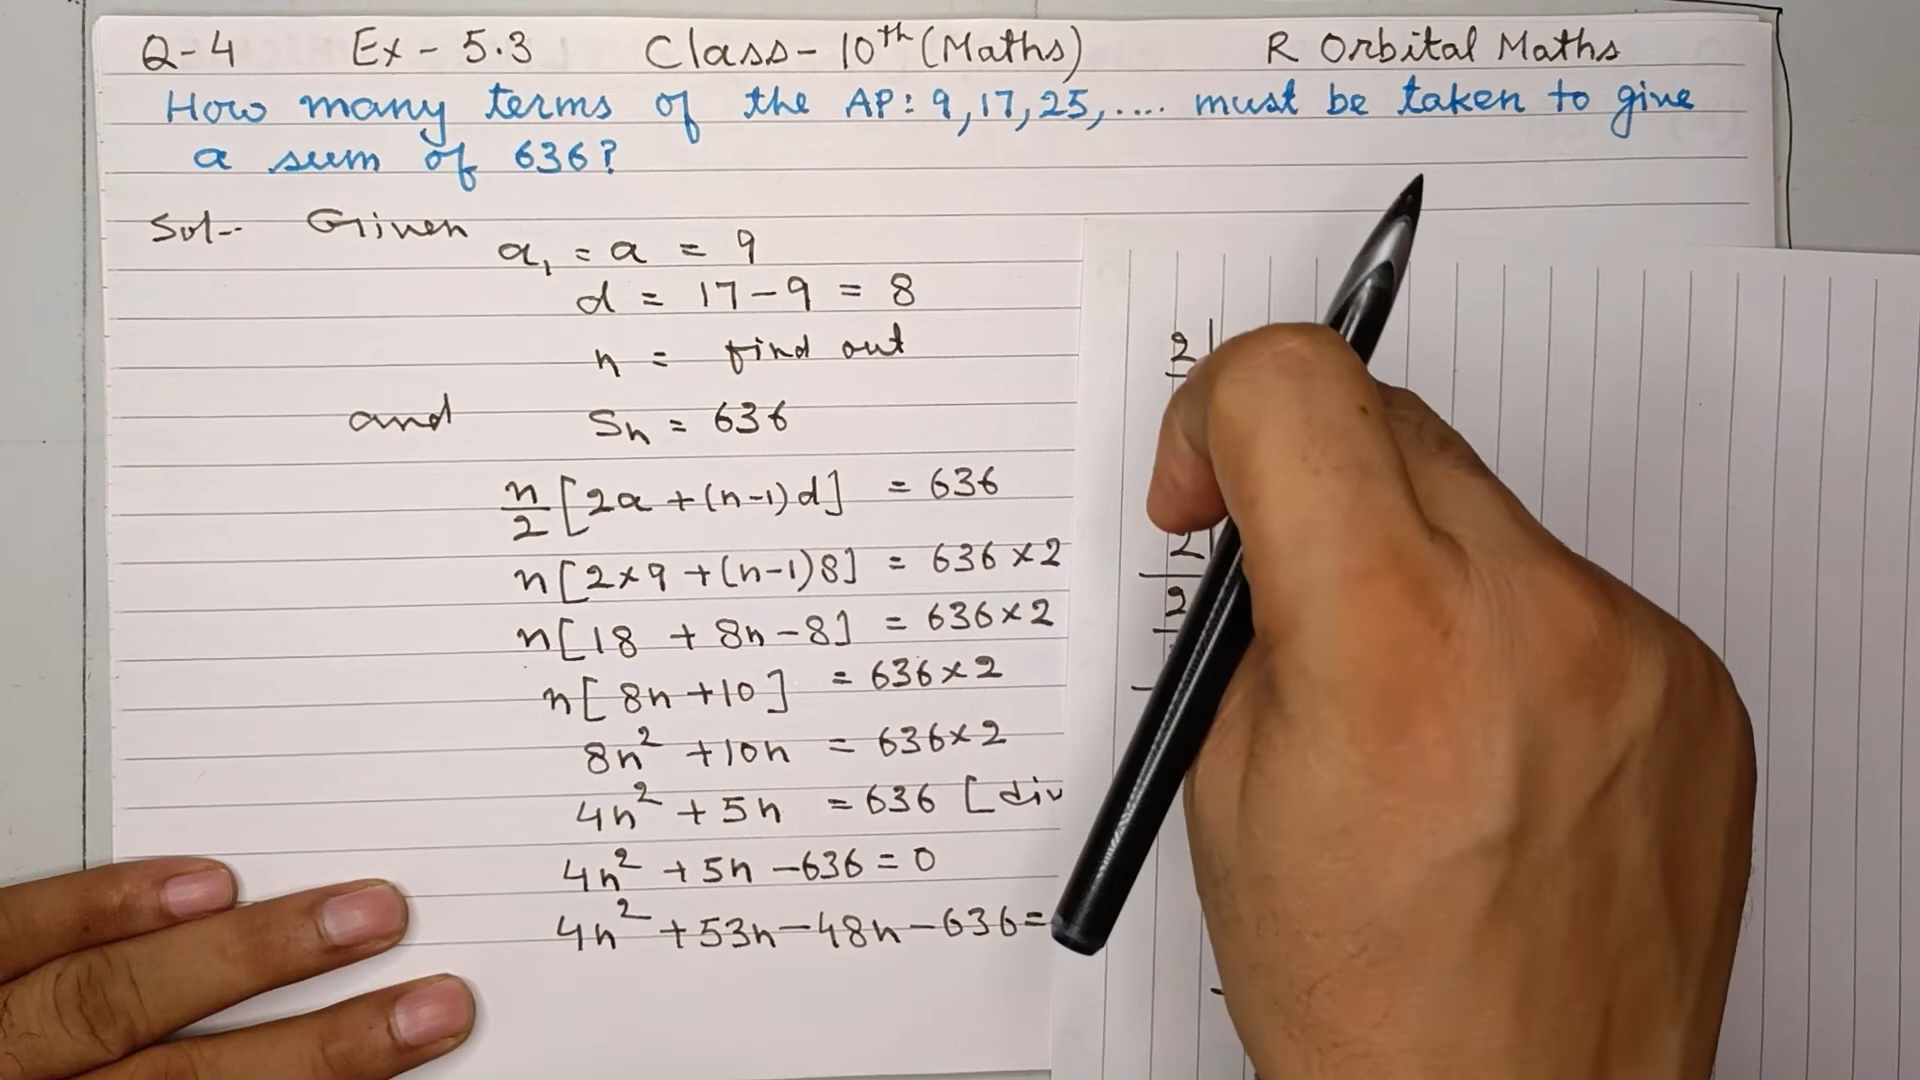 Q-4 Ex-5.3 Class-10th (Maths) R Orbital Maths
How many terms of the AP: 9, 17, 25, .... must be taken to give
a sum of 636?
Sol- Given
a₁ = a = 9
d = 17-9 = 8
n = find out
and Sn = 636
n/2 [2a + (n-1)d] = 636
n[2×9 + (n-1)8] = 636×2
n[18 + 8n-8] = 636×2
n[8n+10] = 636×2
8n² + 10n = 636×2
4n² + 5n = 636 [div
4n² + 5n - 636 = 0
4n² + 53n - 48n - 636 =
2
2
2